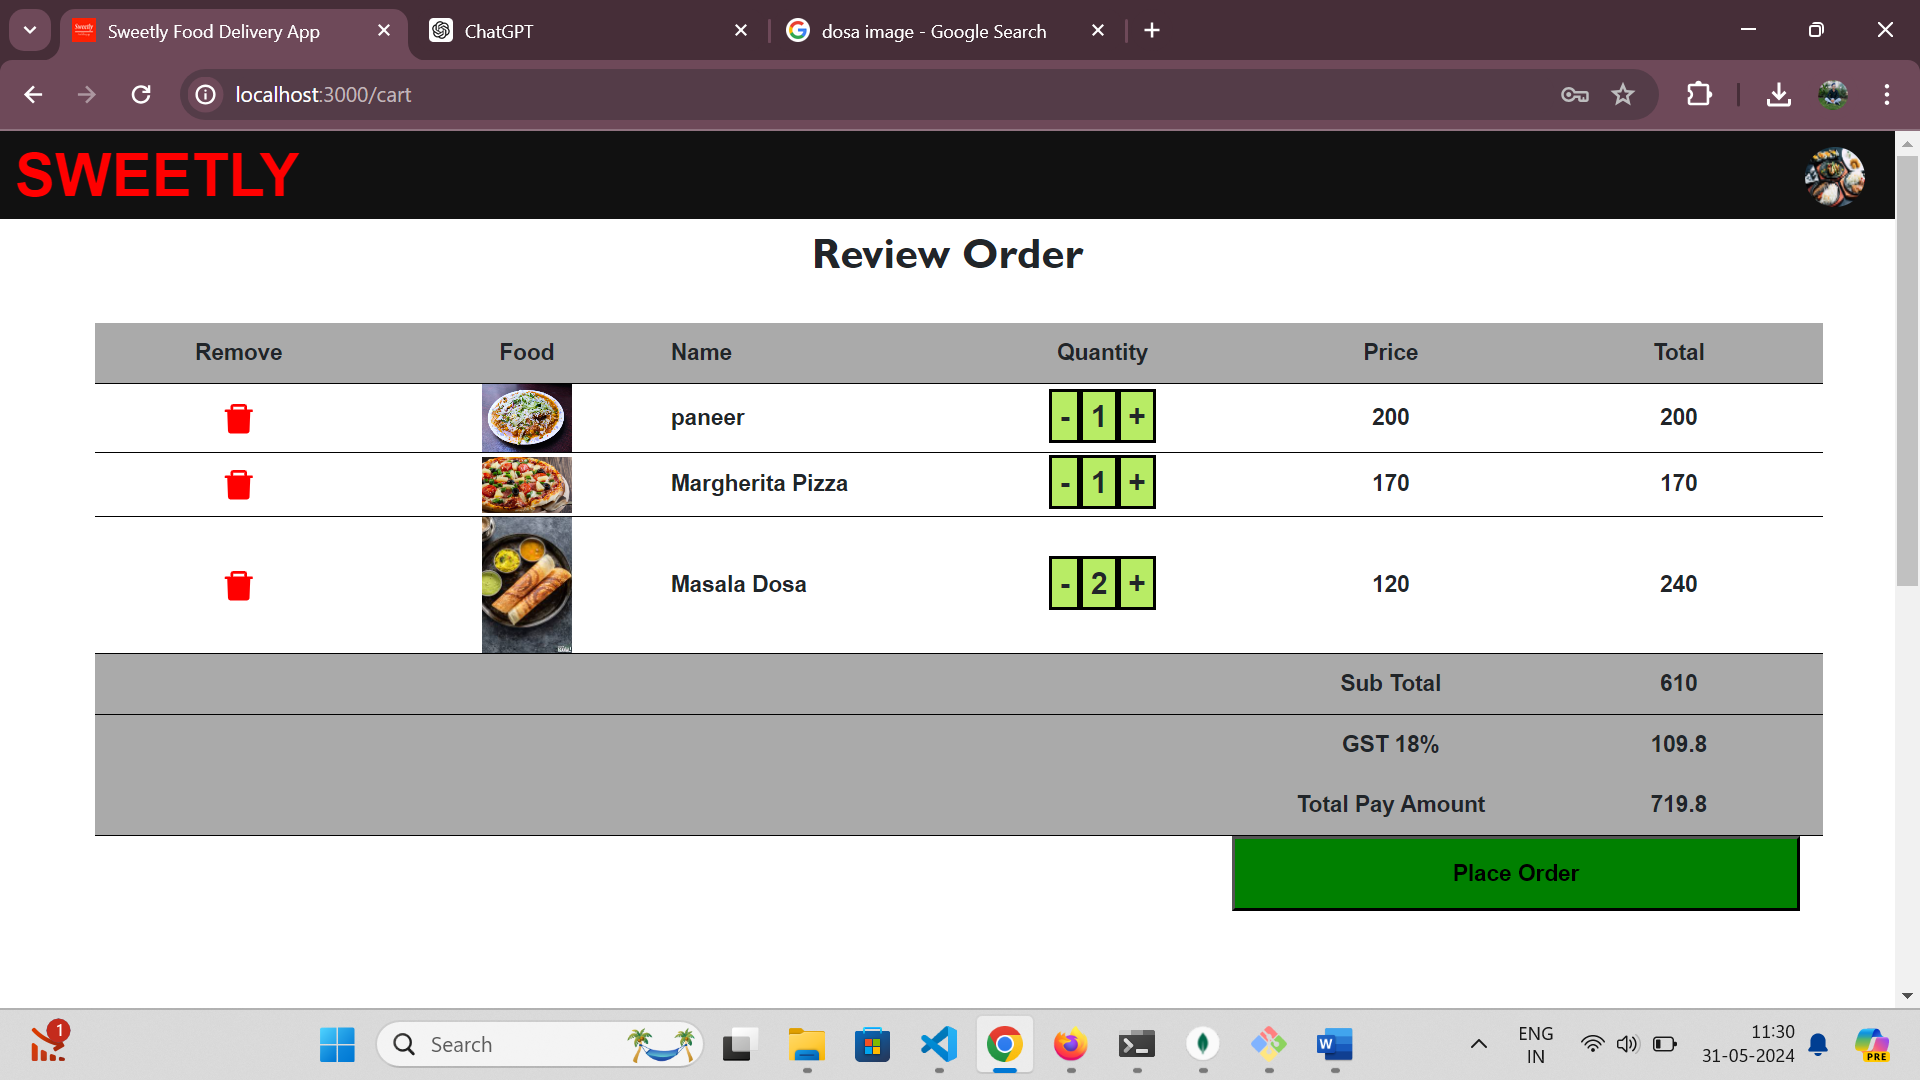 Sweetly Food Delivery App
ChatGPT
dosa image - Google Search
localhost:3000/cart
SWEETLY
Review Order
Remove Food Name Quantity Price Total
paneer - 1 + 200 200
Margherita Pizza - 1 + 170 170
Masala Dosa - 2 + 120 240
Sub Total 610
GST 18% 109.8
Total Pay Amount 719.8
Place Order
1
Search
W
ENG
IN
11:30
31-05-2024
PRE